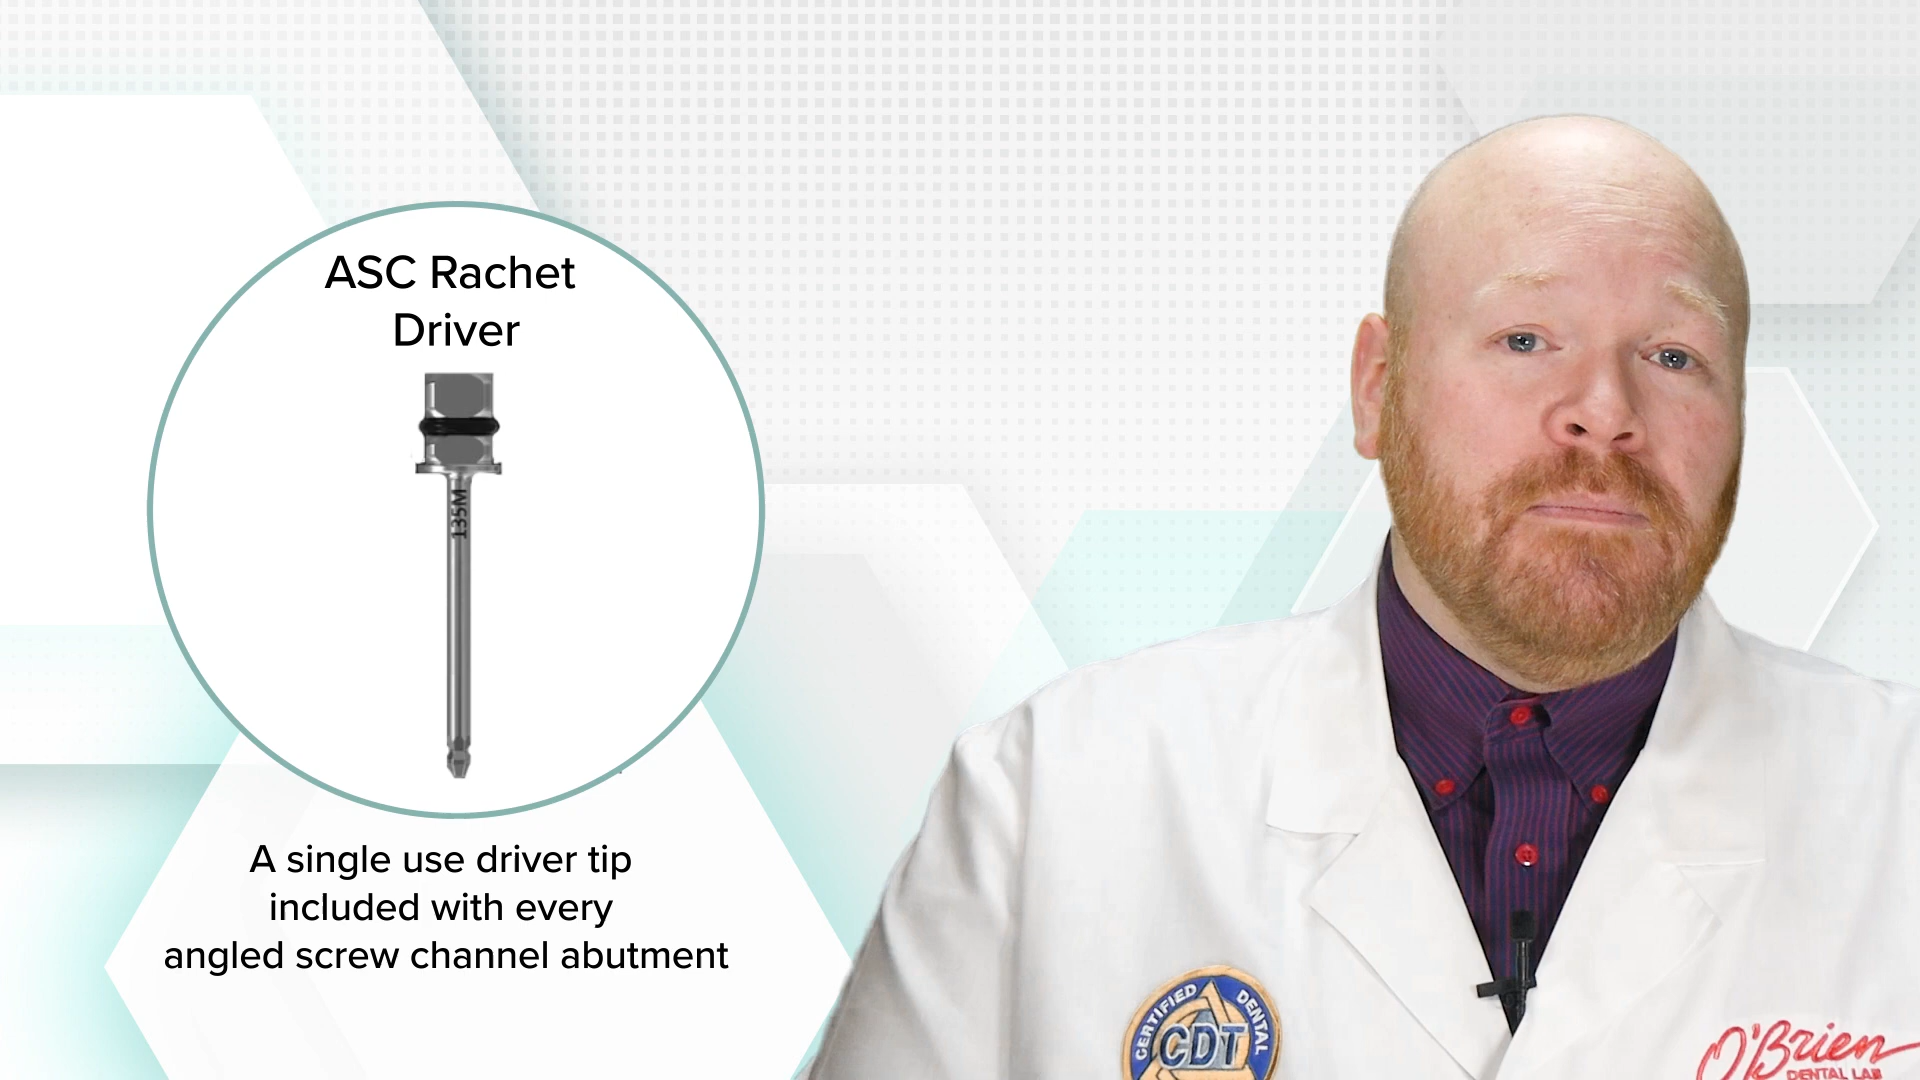 ASC Rachet
Driver
135M
A single use driver tip
included with every
angled screw channel abutment
CERTIFIED DENTAL
CDT
O'Brien
DENTAL LAB